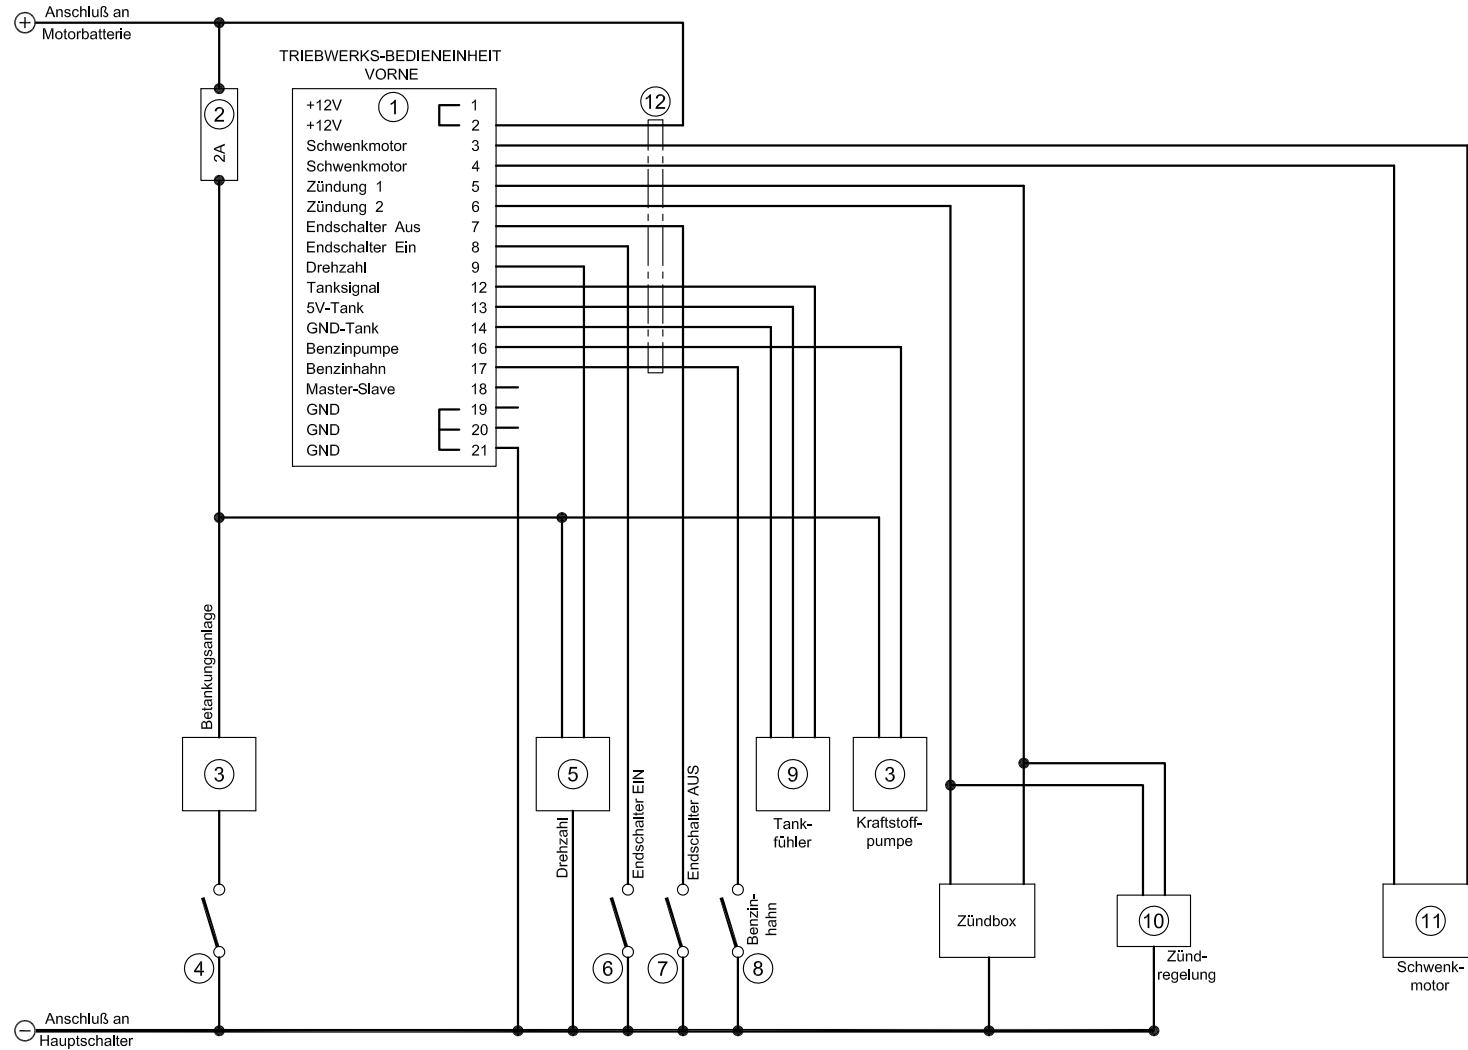 Anschluß an
Motorbatterie
TRIEBWERKS-BEDIENEINHEIT
VORNE
1
12
2
2A
+12V 1
+12V 2
Schwenkmotor 3
Schwenkmotor 4
Zündung 1 5
Zündung 2 6
Endschalter Aus 7
Endschalter Ein 8
Drehzahl 9
Tanksignal 12
5V-Tank 13
GND-Tank 14
Benzinpumpe 16
Benzinhahn 17
Master-Slave 18
GND 19
GND 20
GND 21
Betankungsanlage
3
4
5
Drehzahl
Endschalter EIN
6
Endschalter AUS
7
Benzin-
hahn
8
9
Tank-
fühler
3
Kraftstoff-
pumpe
Zündbox
10
Zünd-
regelung
11
Schwenk-
motor
Anschluß an
Hauptschalter